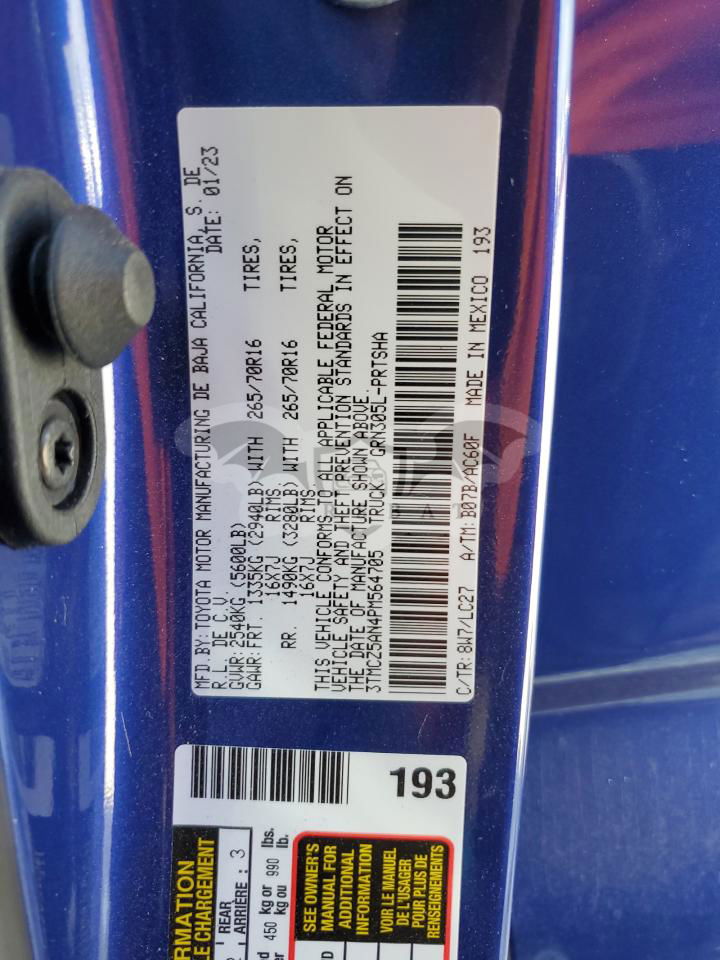 MFD.BY:TOYOTA MOTOR MANUFACTURING DE BAJA CALIFORNIA, S. DE
R.L. DE C.V. DATE: 01/23
GVWR:2540KG (5600LB)
GAWR:FRT. 1335KG (2940LB)WITH 265/70R16 TIRES,
16X7J RIMS
RR. 1490KG (3280LB)WITH 265/70R16 TIRES,
16X7J RIMS
THIS VEHICLE CONFORMS TO ALL APPLICABLE FEDERAL MOTOR
VEHICLE SAFETY AND THEFT PREVENTION STANDARDS IN EFFECT ON
THE DATE OF MANUFACTURE SHOWN ABOVE.
3TMCZ5AN4PM564705 TRUCK GRN305L-PRTSHA
C/TR:8W7/LC27 A/TM:B07B/AC60F MADE IN MEXICO 193
193
LE CHARGEMENT
REAR
ARRIÈRE : 3
450 kg or 990 lbs.
kg ou lb.
SEE OWNER'S
MANUAL FOR
ADDITIONAL
INFORMATION
VOIR LE MANUEL
DE L'USAGER
POUR PLUS DE
RENSEIGNEMENTS